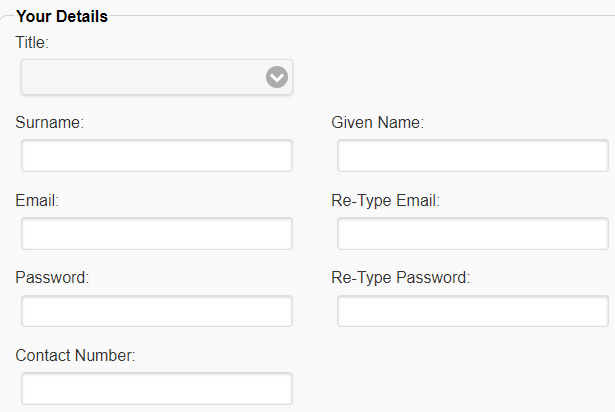 Your Details
Title:
Surname: Given Name:
Email: Re-Type Email:
Password: Re-Type Password:
Contact Number: